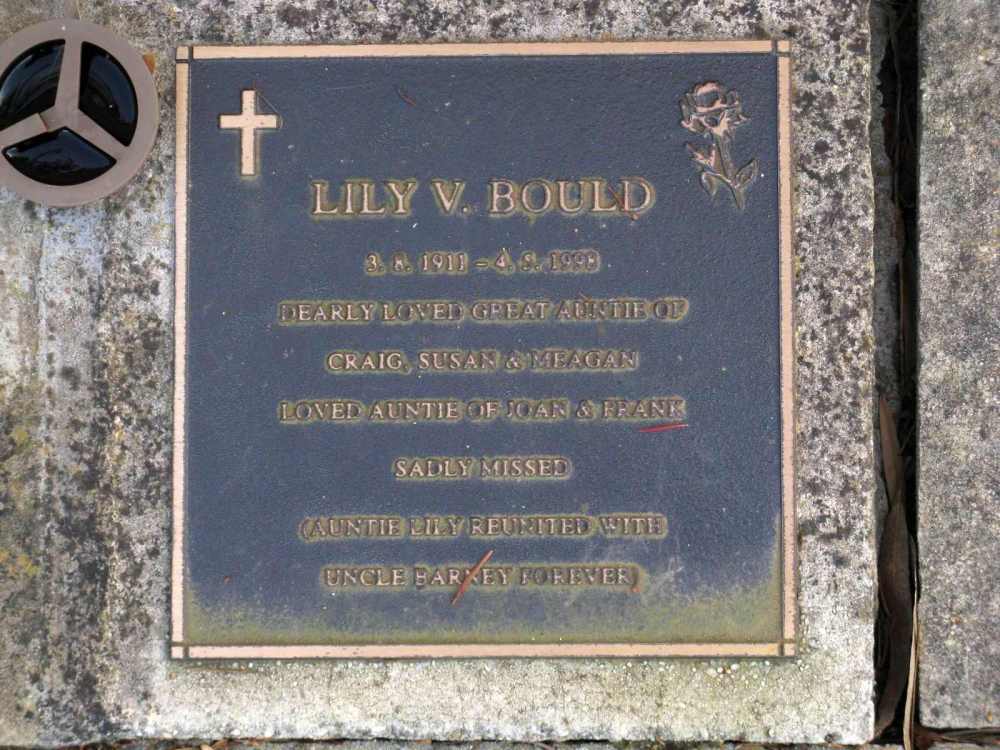 LILY V. BOULD
3. 8. 1911 – 4. 5. 1998
DEARLY LOVED GREAT AUNTIE OF
CRAIG, SUSAN & MEAGAN
LOVED AUNTIE OF JOAN & FRANK
SADLY MISSED
(AUNTIE LILY REUNITED WITH
UNCLE BARNEY FOREVER)